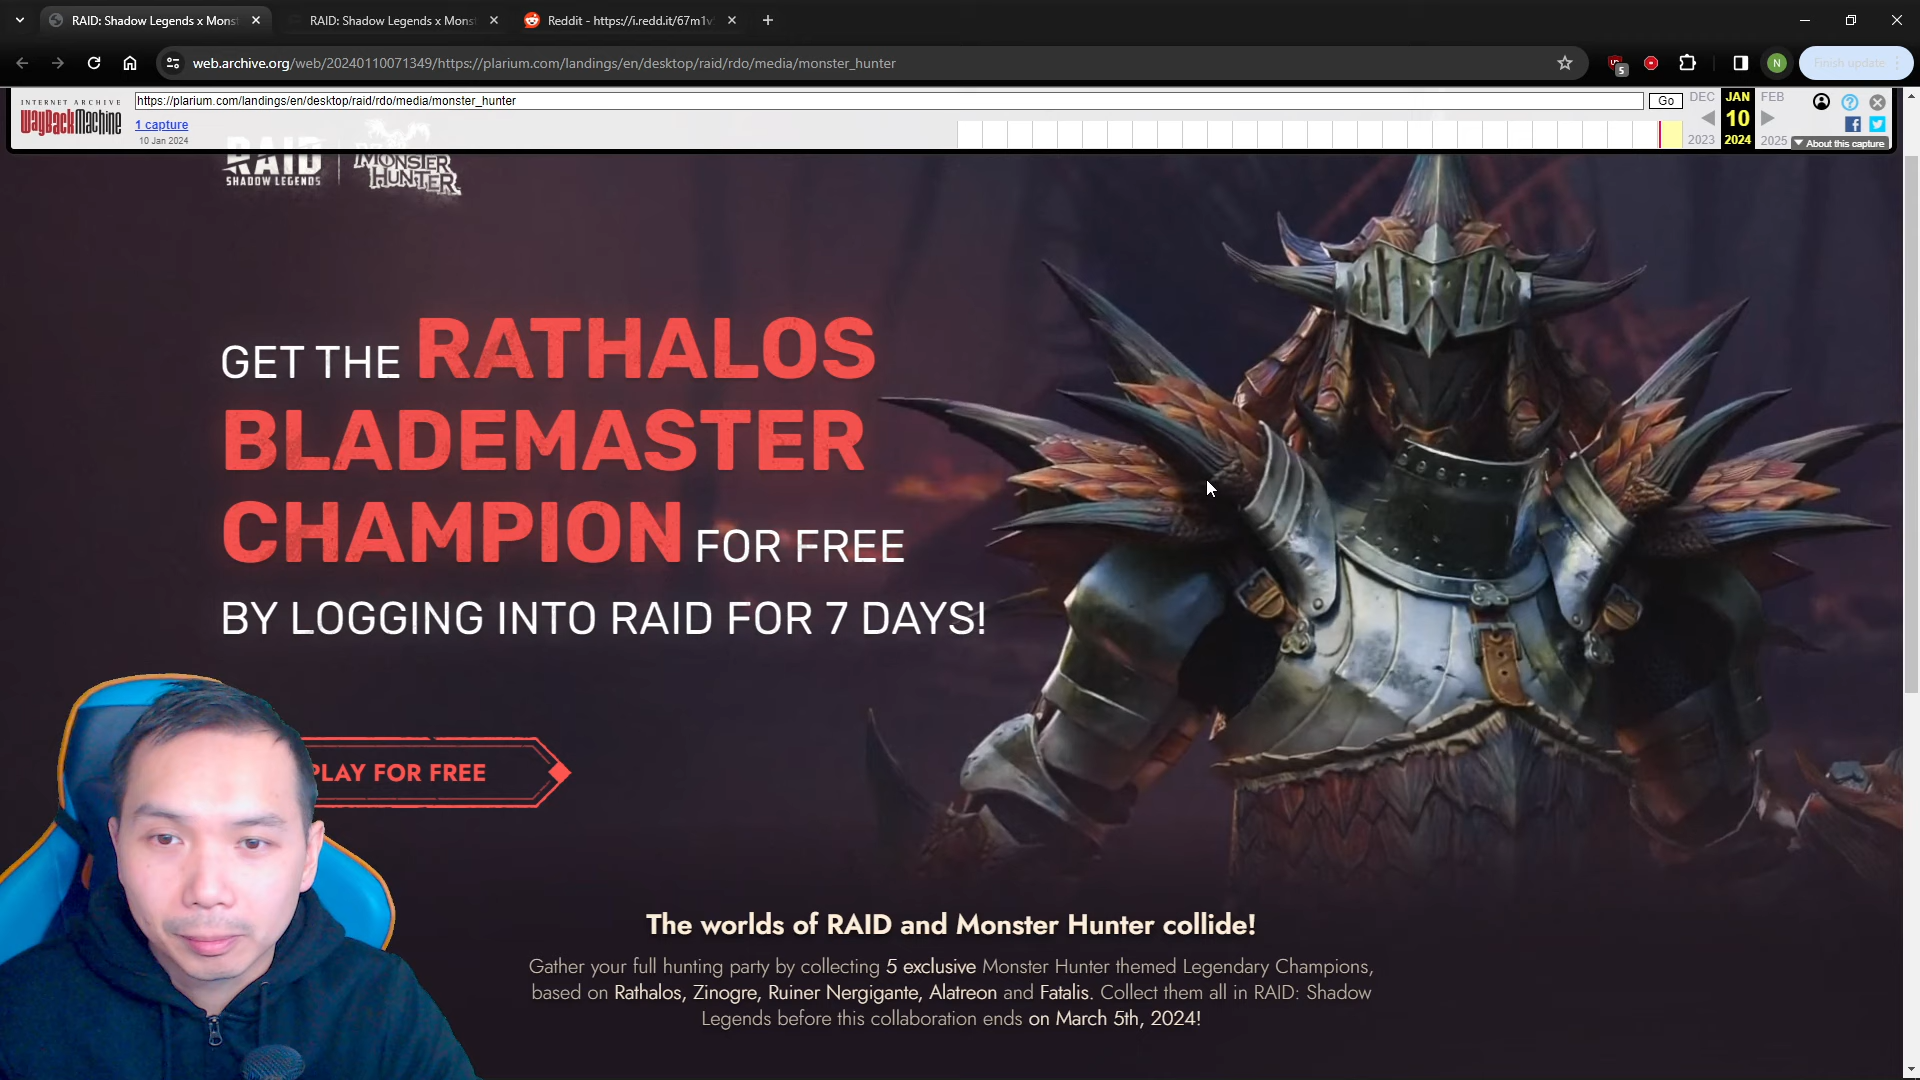 RAID: Shadow Legends x Mons
RAID: Shadow Legends x Mons
Reddit - https://i.redd.it/67m1v
web.archive.org/web/20240110071349/https://plarium.com/landings/en/desktop/raid/rdo/media/monster_hunter
5
N
Finish update
INTERNET ARCHIVE
WayBackMachine
https://plarium.com/landings/en/desktop/raid/rdo/media/monster_hunter
Go
DEC JAN FEB
1 capture
10 Jan 2024
10
2023 2024 2025
About this capture
RAID
SHADOW LEGENDS
MONSTER
HUNTER
GET THE RATHALOS
BLADEMASTER
CHAMPION FOR FREE
BY LOGGING INTO RAID FOR 7 DAYS!
PLAY FOR FREE
The worlds of RAID and Monster Hunter collide!
Gather your full hunting party by collecting 5 exclusive Monster Hunter themed Legendary Champions,
based on Rathalos, Zinogre, Ruiner Nergigante, Alatreon and Fatalis. Collect them all in RAID: Shadow
Legends before this collaboration ends on March 5th, 2024!